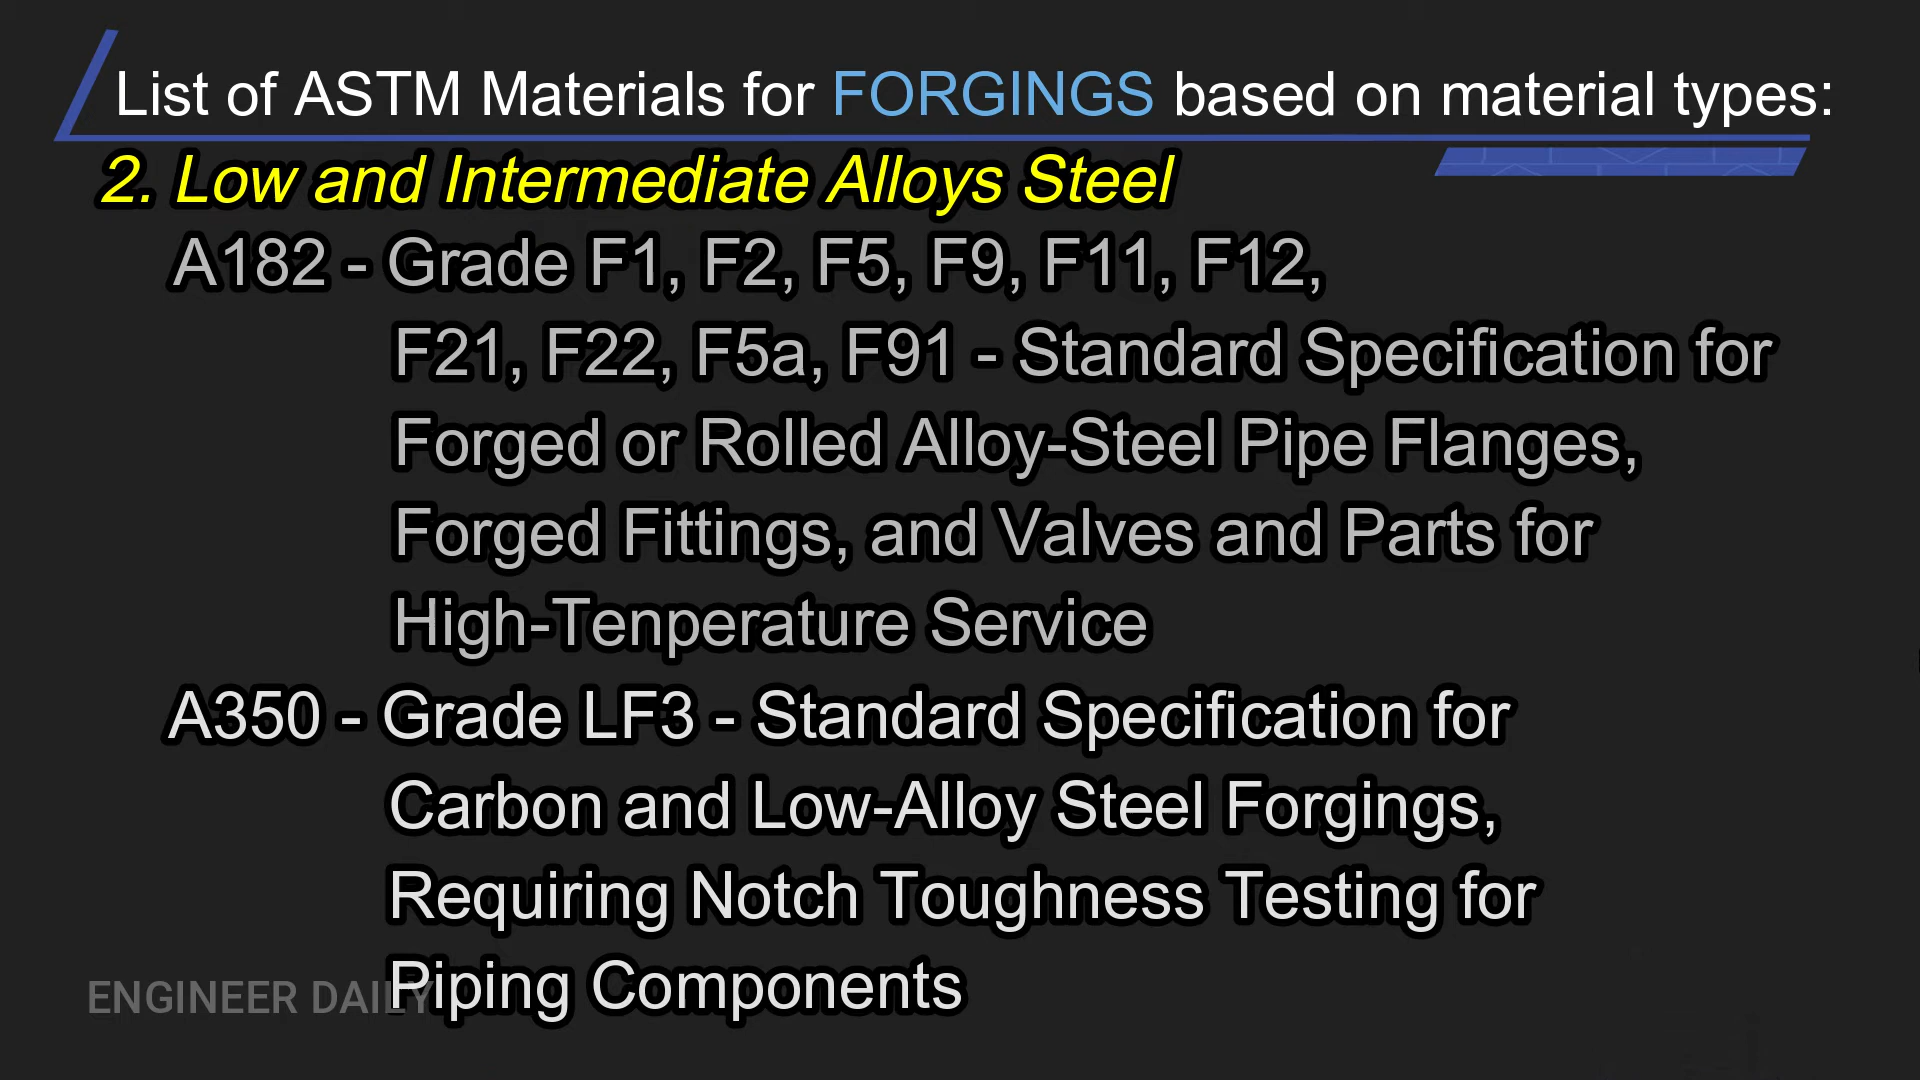 List of ASTM Materials for FORGINGS based on material types:
2. Low and Intermediate Alloys Steel
A182 - Grade F1, F2, F5, F9, F11, F12,
F21, F22, F5a, F91 - Standard Specification for
Forged or Rolled Alloy-Steel Pipe Flanges,
Forged Fittings, and Valves and Parts for
High-Tenperature Service
A350 - Grade LF3 - Standard Specification for
Carbon and Low-Alloy Steel Forgings,
Requiring Notch Toughness Testing for
Piping Components
ENGINEER DAILY